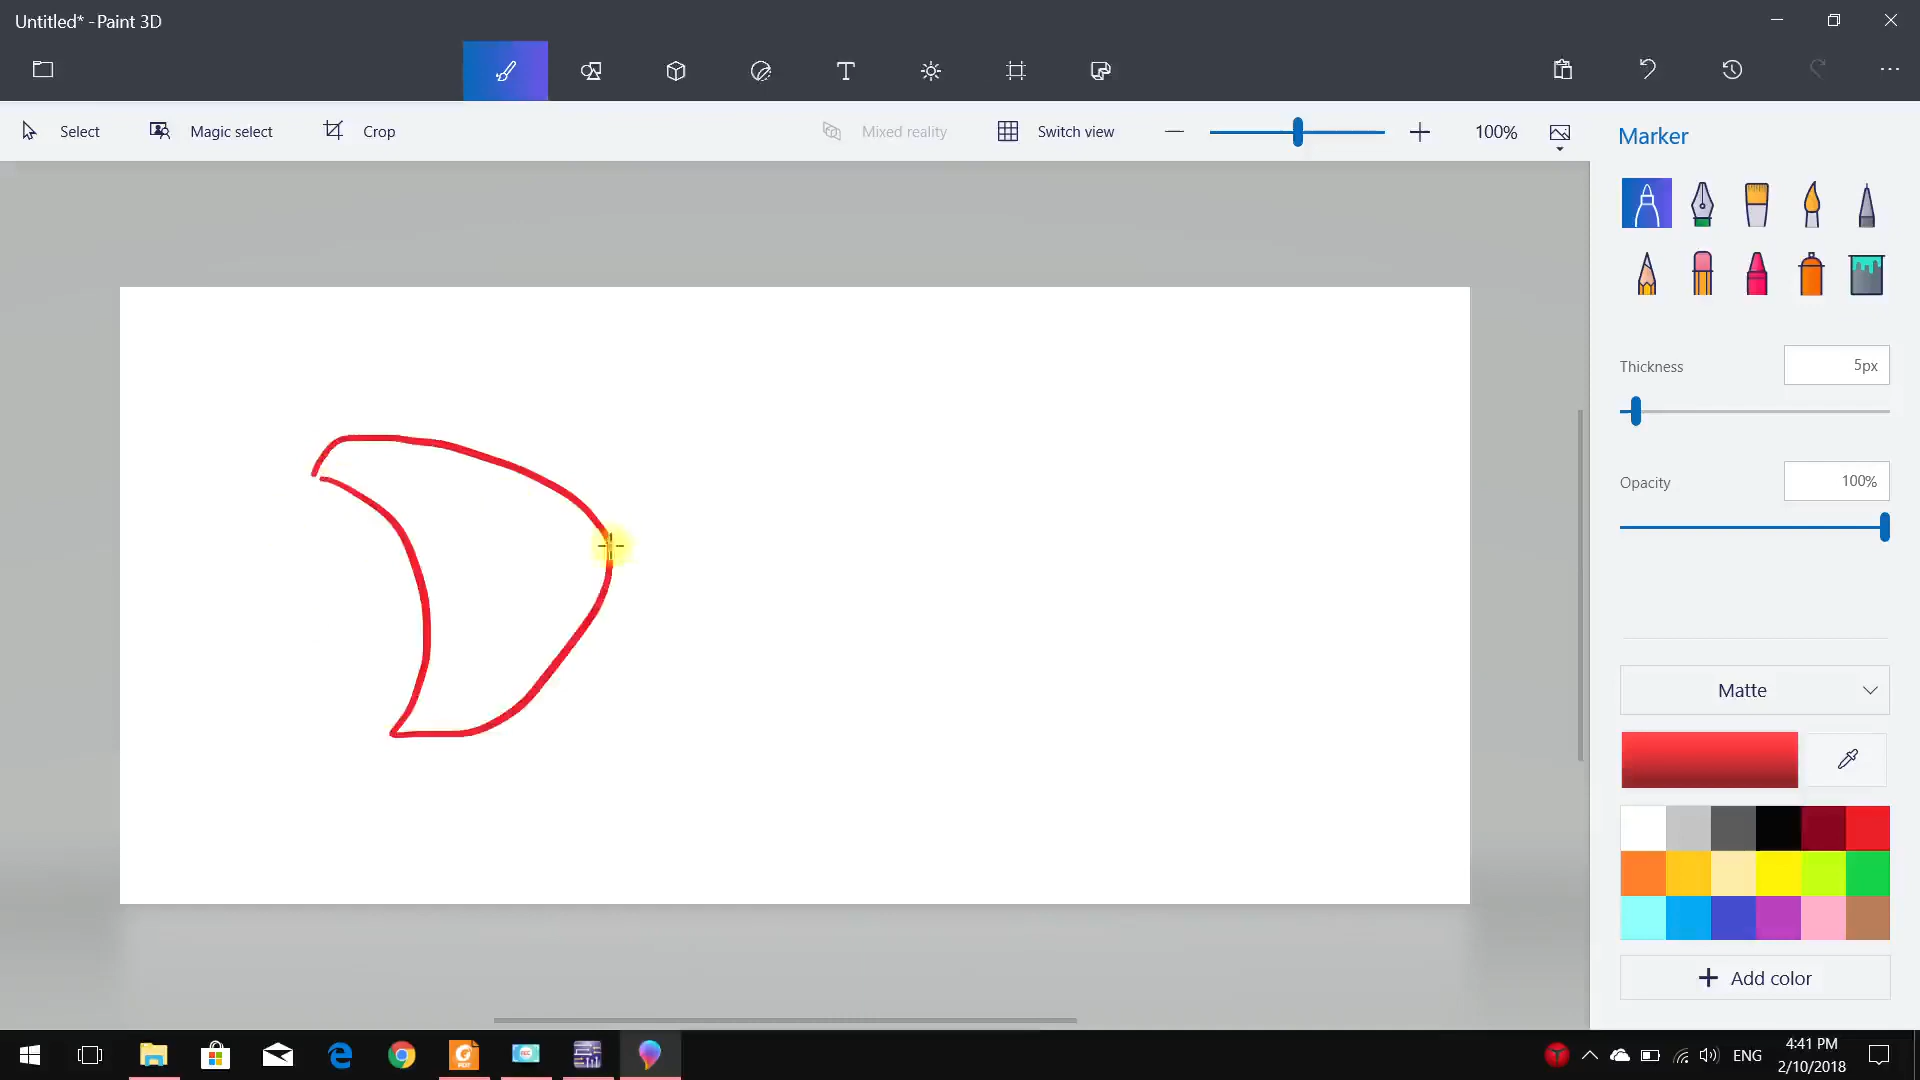 Untitled* - Paint 3D
Select
Magic select
Crop
Mixed reality
Switch view
100%
Marker
Thickness
5px
Opacity
100%
Matte
Add color
ENG
4:41 PM
2/10/2018